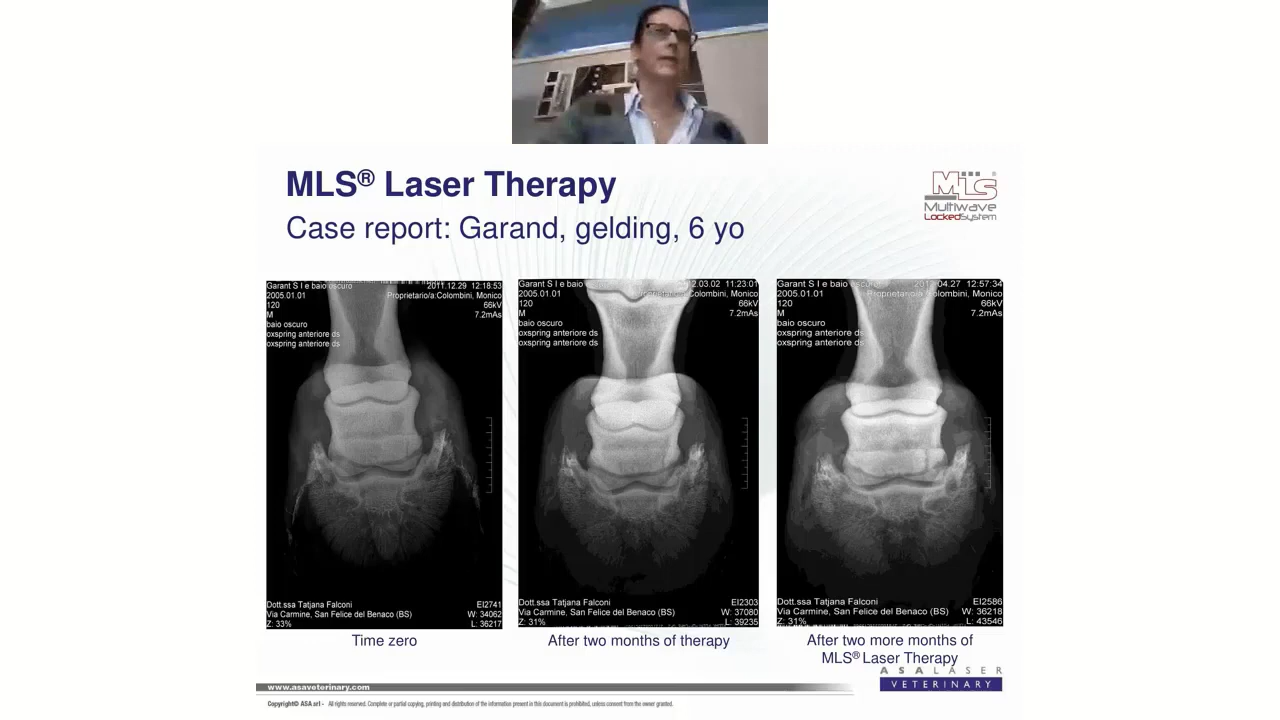 MLS® Laser Therapy
Case report: Garand, gelding, 6 yo
MLS®
Multiwave
LockedSystem
Garant S I e baio oscuro 2011.12.29 12:18:53
2005.01.01 Proprietario/a:Colombini, Monico
120 66kV
M 7.2mAs
baio oscuro
oxspring anteriore ds
oxspring anteriore ds
Dott.ssa Tatjana Falconi EI2741
Via Carmine, San Felice del Benaco (BS) W: 34062
Z: 33% L: 36217
Time zero
Garant S I e baio 2.03.02 11:23:01
2005.01.01 Colombini, Monico
120 66kV
M 7.2mAs
baio oscuro
oxspring anteriore ds
oxspring anteriore ds
Dott.ssa Tatjana Falconi EI2303
Via Carmine, San Felice del Benaco (BS) W: 37080
Z: 31% L: 39235
After two months of therapy
Garant S I e baio 04.27 12:57:34
2005.01.01 Proprietario/a:Colombini, Monico
120 66kV
M 7.2mAs
baio oscuro
oxspring anteriore ds
oxspring anteriore ds
Dott.ssa Tatjana Falconi EI2586
Via Carmine, San Felice del Benaco (BS) W: 36218
Z: 31% L: 43546
After two more months of
MLS® Laser Therapy
ASA LASER
VETERINARY
www.asaveterinary.com
Copyright© ASA srl - All rights reserved. Complete or partial copying, printing and distribution of the information present in this document is prohibited, unless consent from the owner granted.